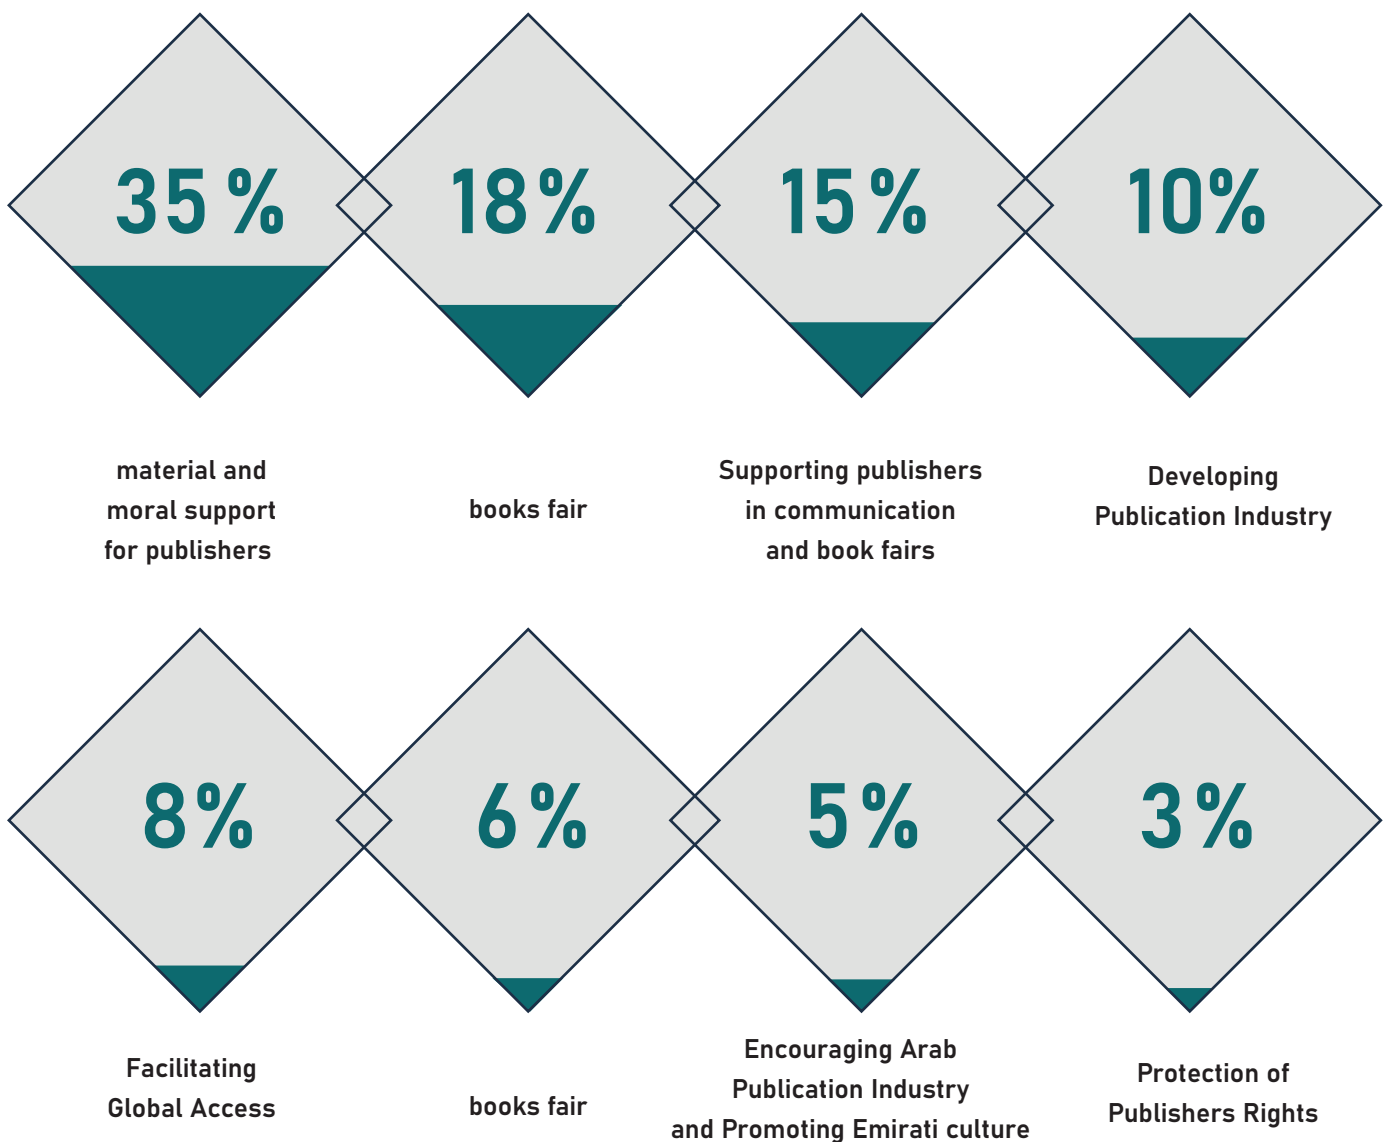 35 %
18%
15 %
10%
material and
moral support
for publishers
books fair
Supporting publishers
in communication
and book fairs
Developing
Publication Industry
8%
6%
5%
3%
Facilitating
Global Access
books fair
Encouraging Arab
Publication Industry
and Promoting Emirati culture
Protection of
Publishers Rights